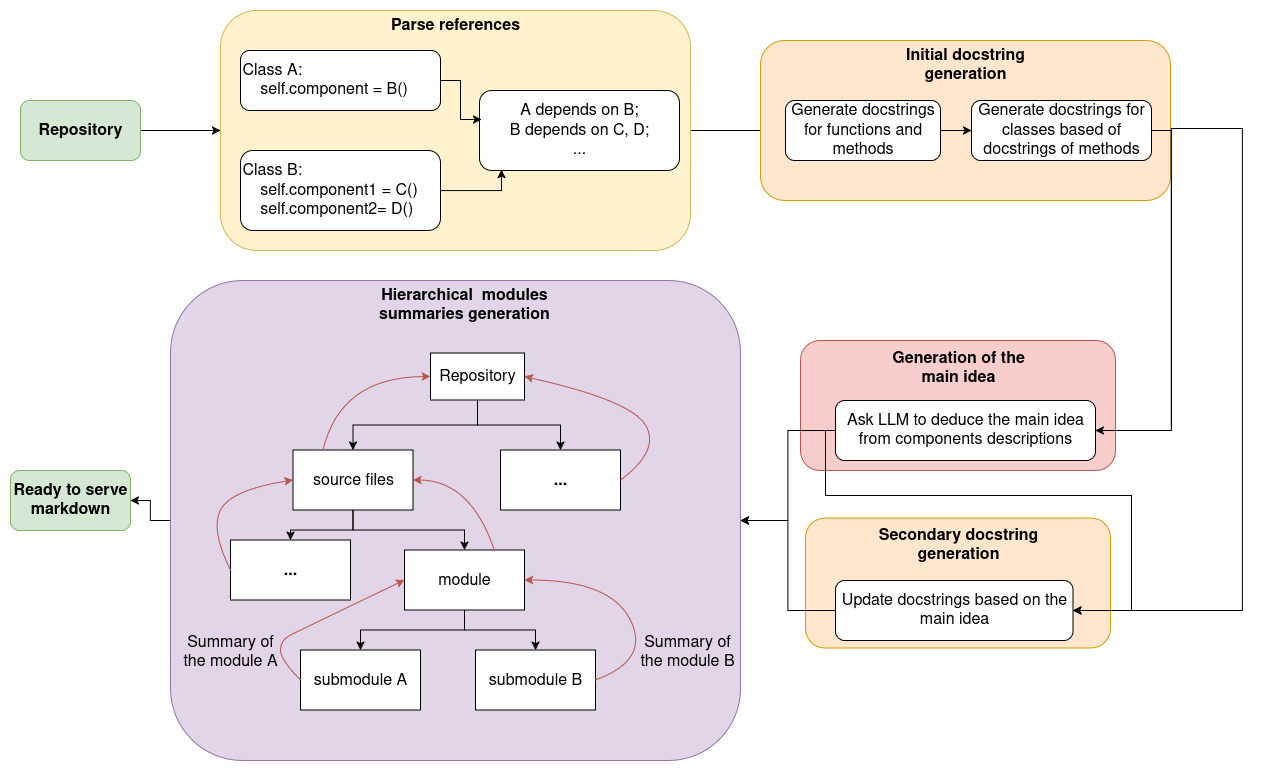 Parse references
Class A:
self.component = B()
A depends on B;
B depends on C, D;
...
Class B:
self.component1 = C()
self.component2= D()
Repository
Initial docstring
generation
Generate docstrings
for functions and
methods
Generate docstrings for
classes based of
docstrings of methods
Hierarchical modules
summaries generation
Repository
source files
...
...
module
Summary of
the module A
Summary of
the module B
submodule A
submodule B
Generation of the
main idea
Ask LLM to deduce the main idea
from components descriptions
Secondary docstring
generation
Update docstrings based on the
main idea
Ready to serve
markdown